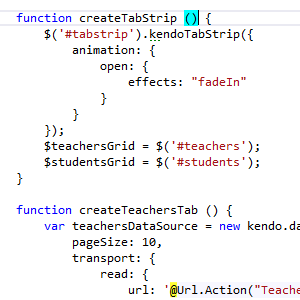 function createTabStrip () {
    $('#tabstrip').kendoTabStrip({
        animation: {
            open: {
                effects: "fadeIn"
            }
        }
    });
    $teachersGrid = $('#teachers');
    $studentsGrid = $('#students');
}

function createTeachersTab () {
    var teachersDataSource = new kendo.da
        pageSize: 10,
        transport: {
            read: {
                url: '@Url.Action("Teache